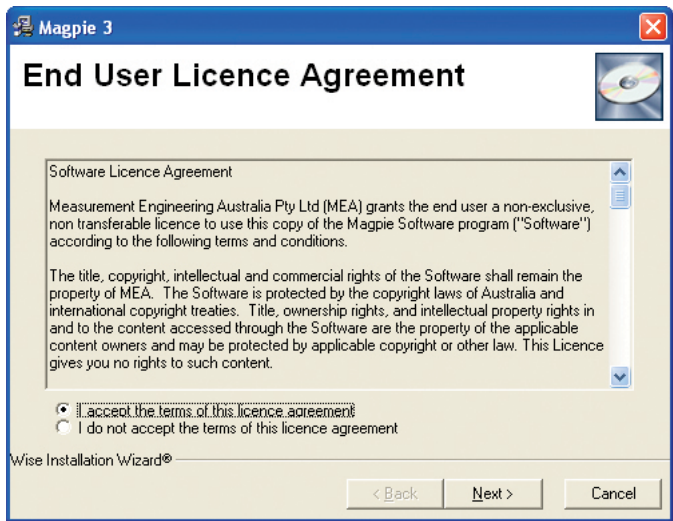 Magpie 3
End User Licence Agreement
Software Licence Agreement
Measurement Engineering Australia Pty Ltd (MEA) grants the end user a non-exclusive,
non transferable licence to use this copy of the Magpie Software program ("Software")
according to the following terms and conditions.
The title, copyright, intellectual and commercial rights of the Software shall remain the
property of MEA.  The Software is protected by the copyright laws of Australia and
international copyright treaties.  Title, ownership rights, and intellectual property rights in
and to the content accessed through the Software are the property of the applicable
content owners and may be protected by applicable copyright or other law. This Licence
gives you no rights to such content.
I accept the terms of this licence agreement
I do not accept the terms of this licence agreement
Wise Installation Wizard®
< Back
Next >
Cancel